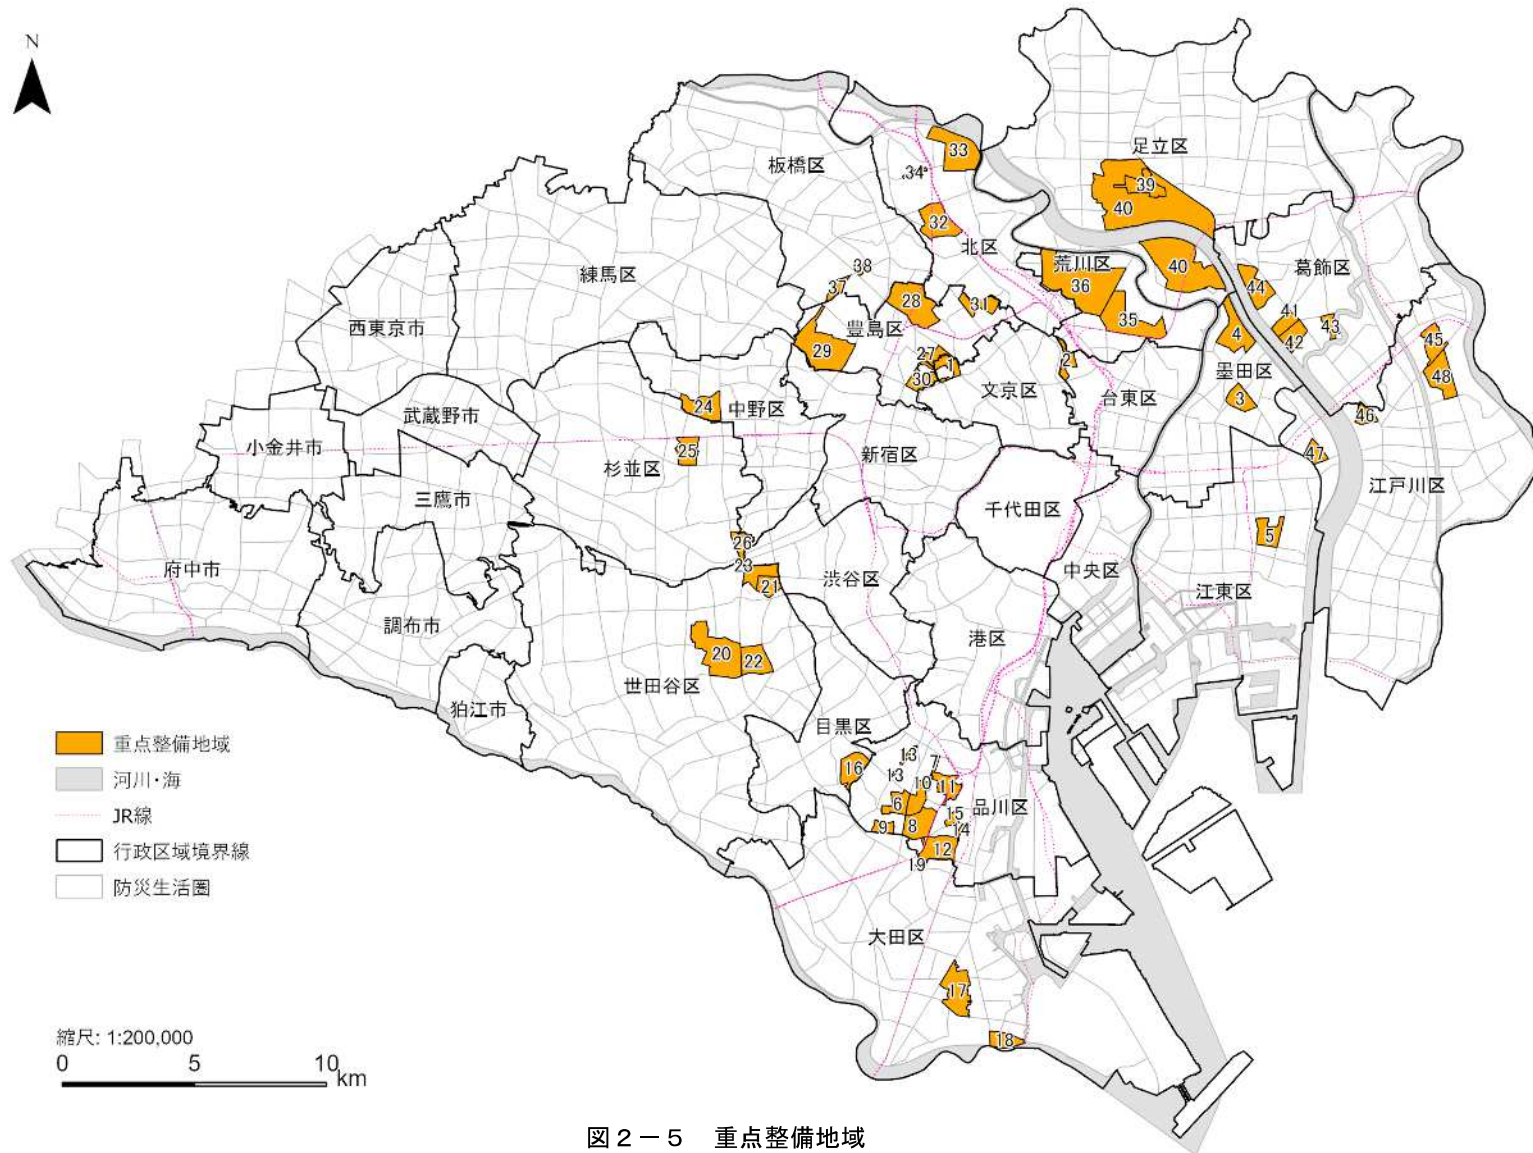 N
足立区
33
板橋区
34
39
40
32
北区
荒川区
40
葛飾区
38
練馬区
37
28
31
36
44
西東京市
豊島区
35
4
41
43
42
45
29
27
1
2
30
文京区
墨田区
48
台東区
3
24
中野区
46
武蔵野市
小金井市
25
杉並区
新宿区
47
三鷹市
江戸川区
千代田区
26
5
府中市
23
21
渋谷区
中央区
江東区
調布市
港区
20
22
世田谷区
狛江市
目黒区
重点整備地域
13
7
16
13
河川・海
10
11
6
品川区
JR線
15
9
8
14
行政区域境界線
12
19
防災生活圏
大田区
17
縮尺: 1:200,000
18
0 5 10
km
図2-5 重点整備地域